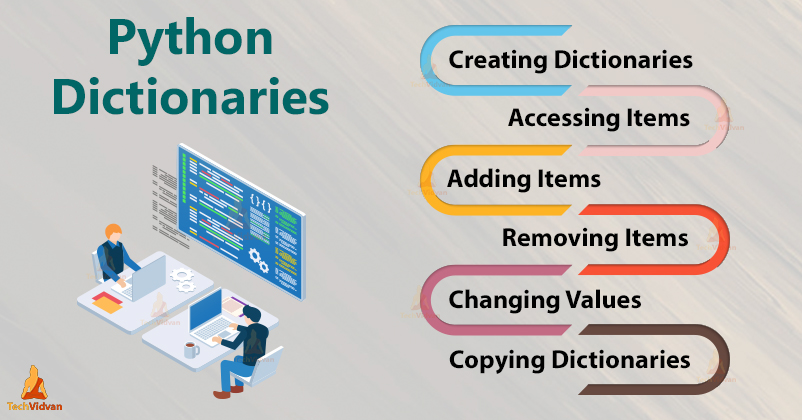 Python
Dictionaries
Creating Dictionaries
Accessing Items
Adding Items
Removing Items
Changing Values
Copying Dictionaries
TechVidvan